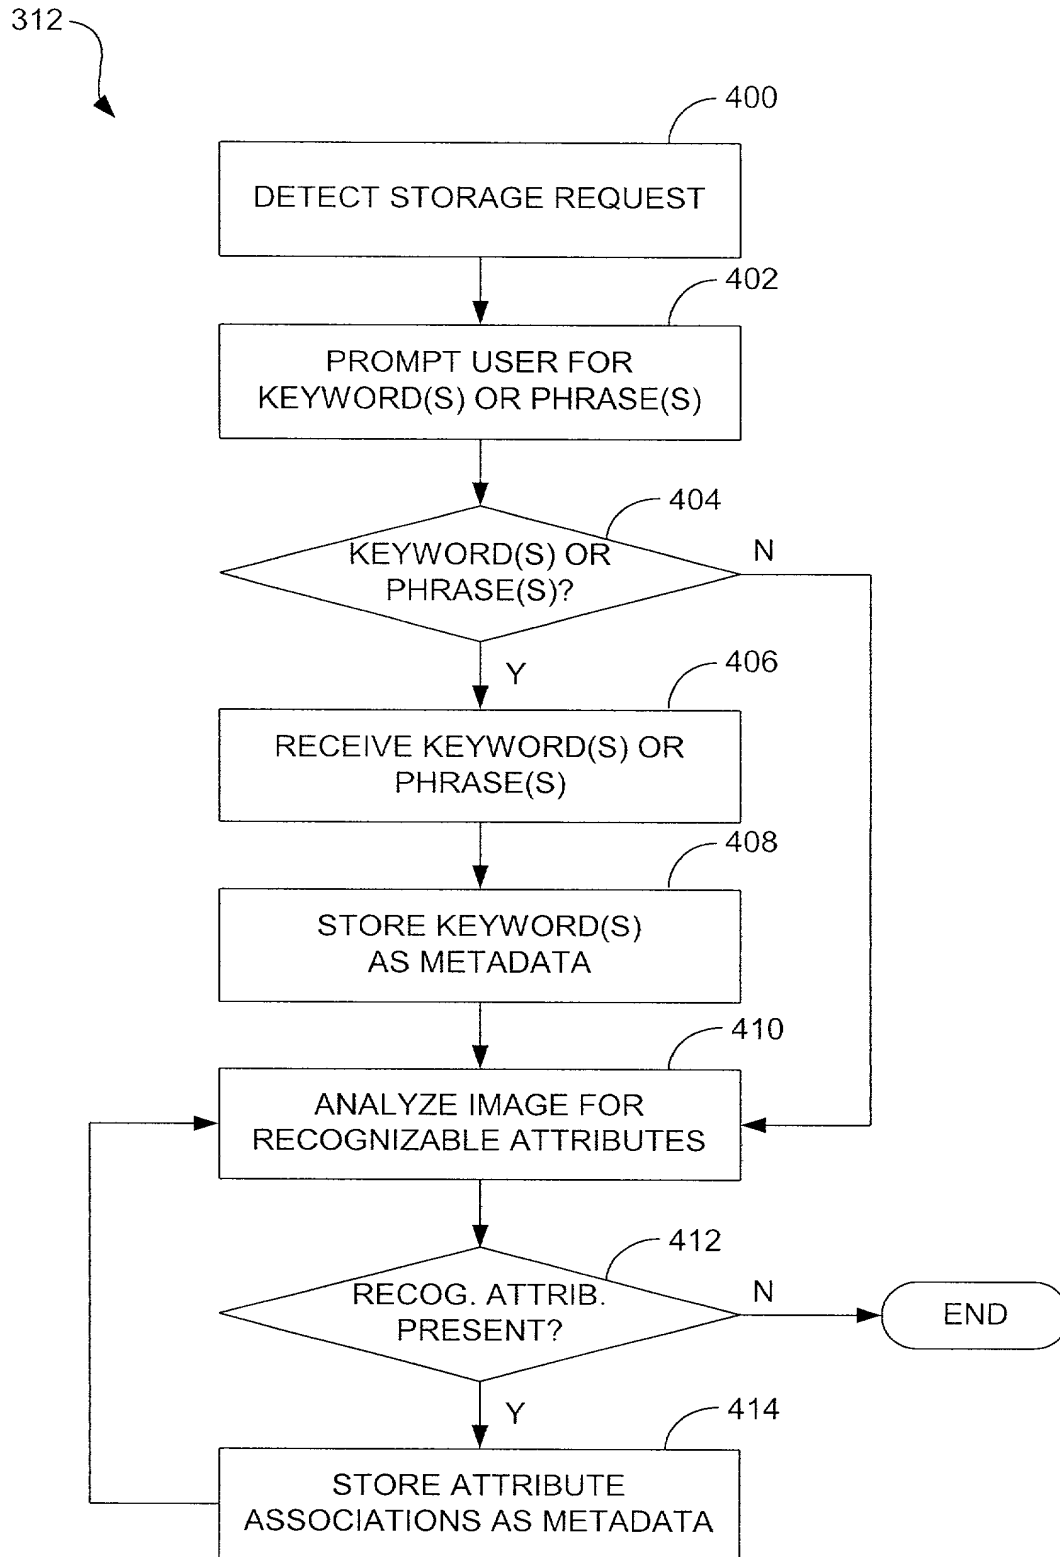 312
400
DETECT STORAGE REQUEST
402
PROMPT USER FOR
KEYWORD(S) OR PHRASE(S)
404
KEYWORD(S) OR
PHRASE(S)?
N
Y
406
RECEIVE KEYWORD(S) OR
PHRASE(S)
408
STORE KEYWORD(S)
AS METADATA
410
ANALYZE IMAGE FOR
RECOGNIZABLE ATTRIBUTES
412
RECOG. ATTRIB.
PRESENT?
N
END
Y
414
STORE ATTRIBUTE
ASSOCIATIONS AS METADATA